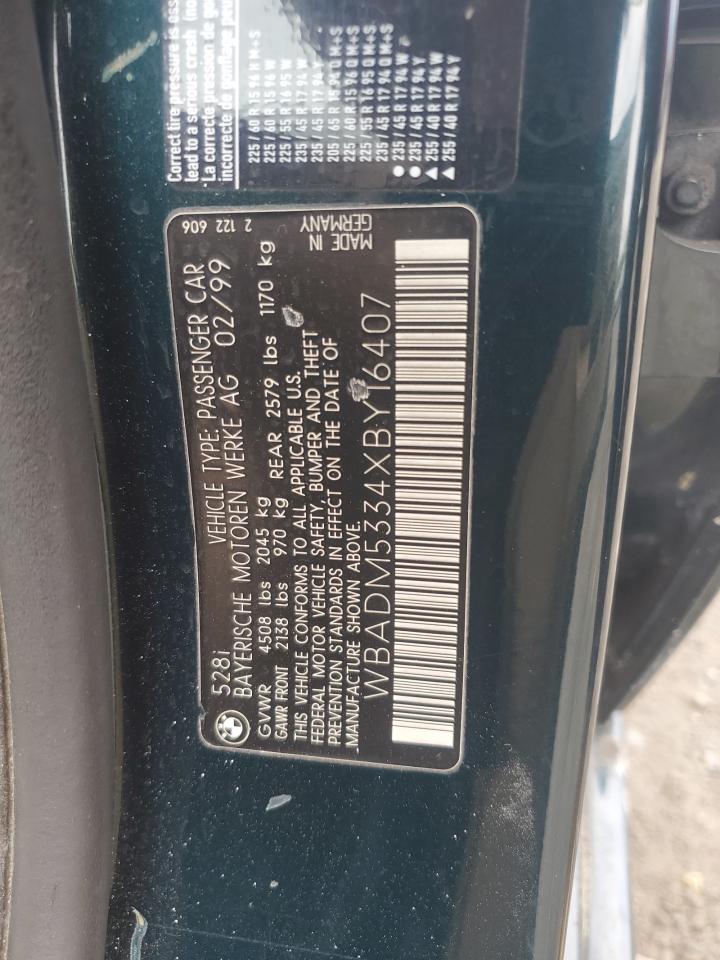 Correct tire pressure is ess
lead to a serious crash (no
La correcte pression de go
incorrecte de gonflage peu
225 / 60 R 15 96 H M+S
225 / 60 R 15 96 W
225 / 55 R 16 95 W
235 / 45 R 17 94 W
235 / 45 R 17 94
205 / 65 R 15 94 Q M+S
225 / 60 R 15 96 Q M+S
225 / 55 R 16 95 Q M+S
235 / 45 R 17 94 Q M+S
● 235 / 45 R 17 94 W
● 235 / 45 R 17 94 Y
▲ 255 / 40 R 17 94 W
▲ 255 / 40 R 17 94 Y
528i VEHICLE TYPE: PASSENGER CAR 2 122 606
BAYERISCHE MOTOREN WERKE AG 02/99
GVWR 4508 lbs 2045 kg
GAWR FRONT 2138 lbs 970 kg REAR 2579 lbs 1170 kg
THIS VEHICLE CONFORMS TO ALL APPLICABLE U.S.
FEDERAL MOTOR VEHICLE SAFETY, BUMPER AND THEFT
PREVENTION STANDARDS IN EFFECT ON THE DATE OF
MANUFACTURE SHOWN ABOVE.
MADE IN
GERMANY
WBADM5334XBY16407